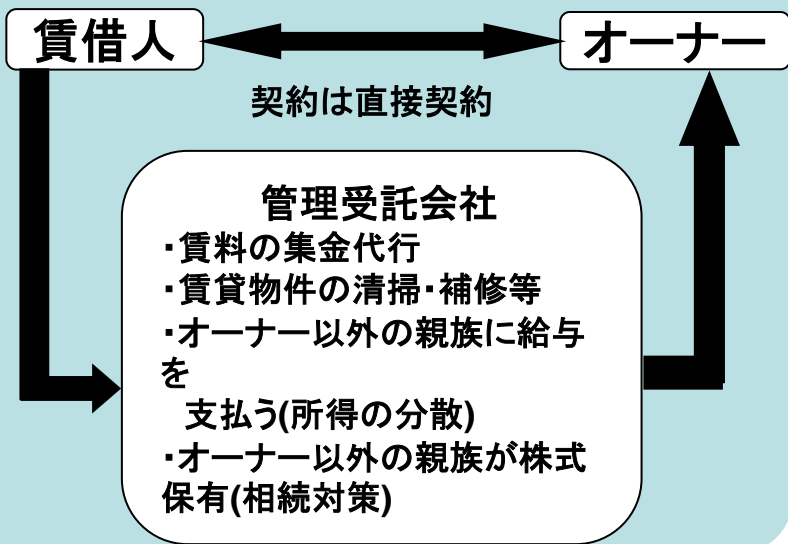 賃借人
オーナー
契約は直接契約
管理受託会社
・賃料の集金代行
・賃貸物件の清掃・補修等
・オーナー以外の親族に給与
を
支払う(所得の分散)
・オーナー以外の親族が株式
保有(相続対策)